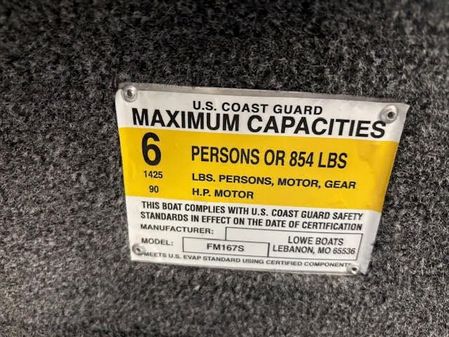 U.S. COAST GUARD
MAXIMUM CAPACITIES
6 PERSONS OR 854 LBS
1425 LBS. PERSONS, MOTOR, GEAR
90 H.P. MOTOR
THIS BOAT COMPLIES WITH U.S. COAST GUARD SAFETY
STANDARDS IN EFFECT ON THE DATE OF CERTIFICATION
MANUFACTURER: LOWE BOATS
MODEL: FM167S LEBANON, MO 65536
MEETS U.S. EVAP STANDARD USING CERTIFIED COMPONENTS